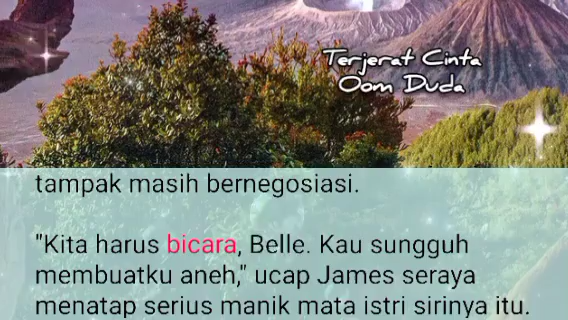 Terjerat Cinta
Oom Duda
tampak masih bernegosiasi.
"Kita harus bicara, Belle. Kau sungguh
membuatku aneh," ucap James seraya
menatap serius manik mata istri sirinya itu.